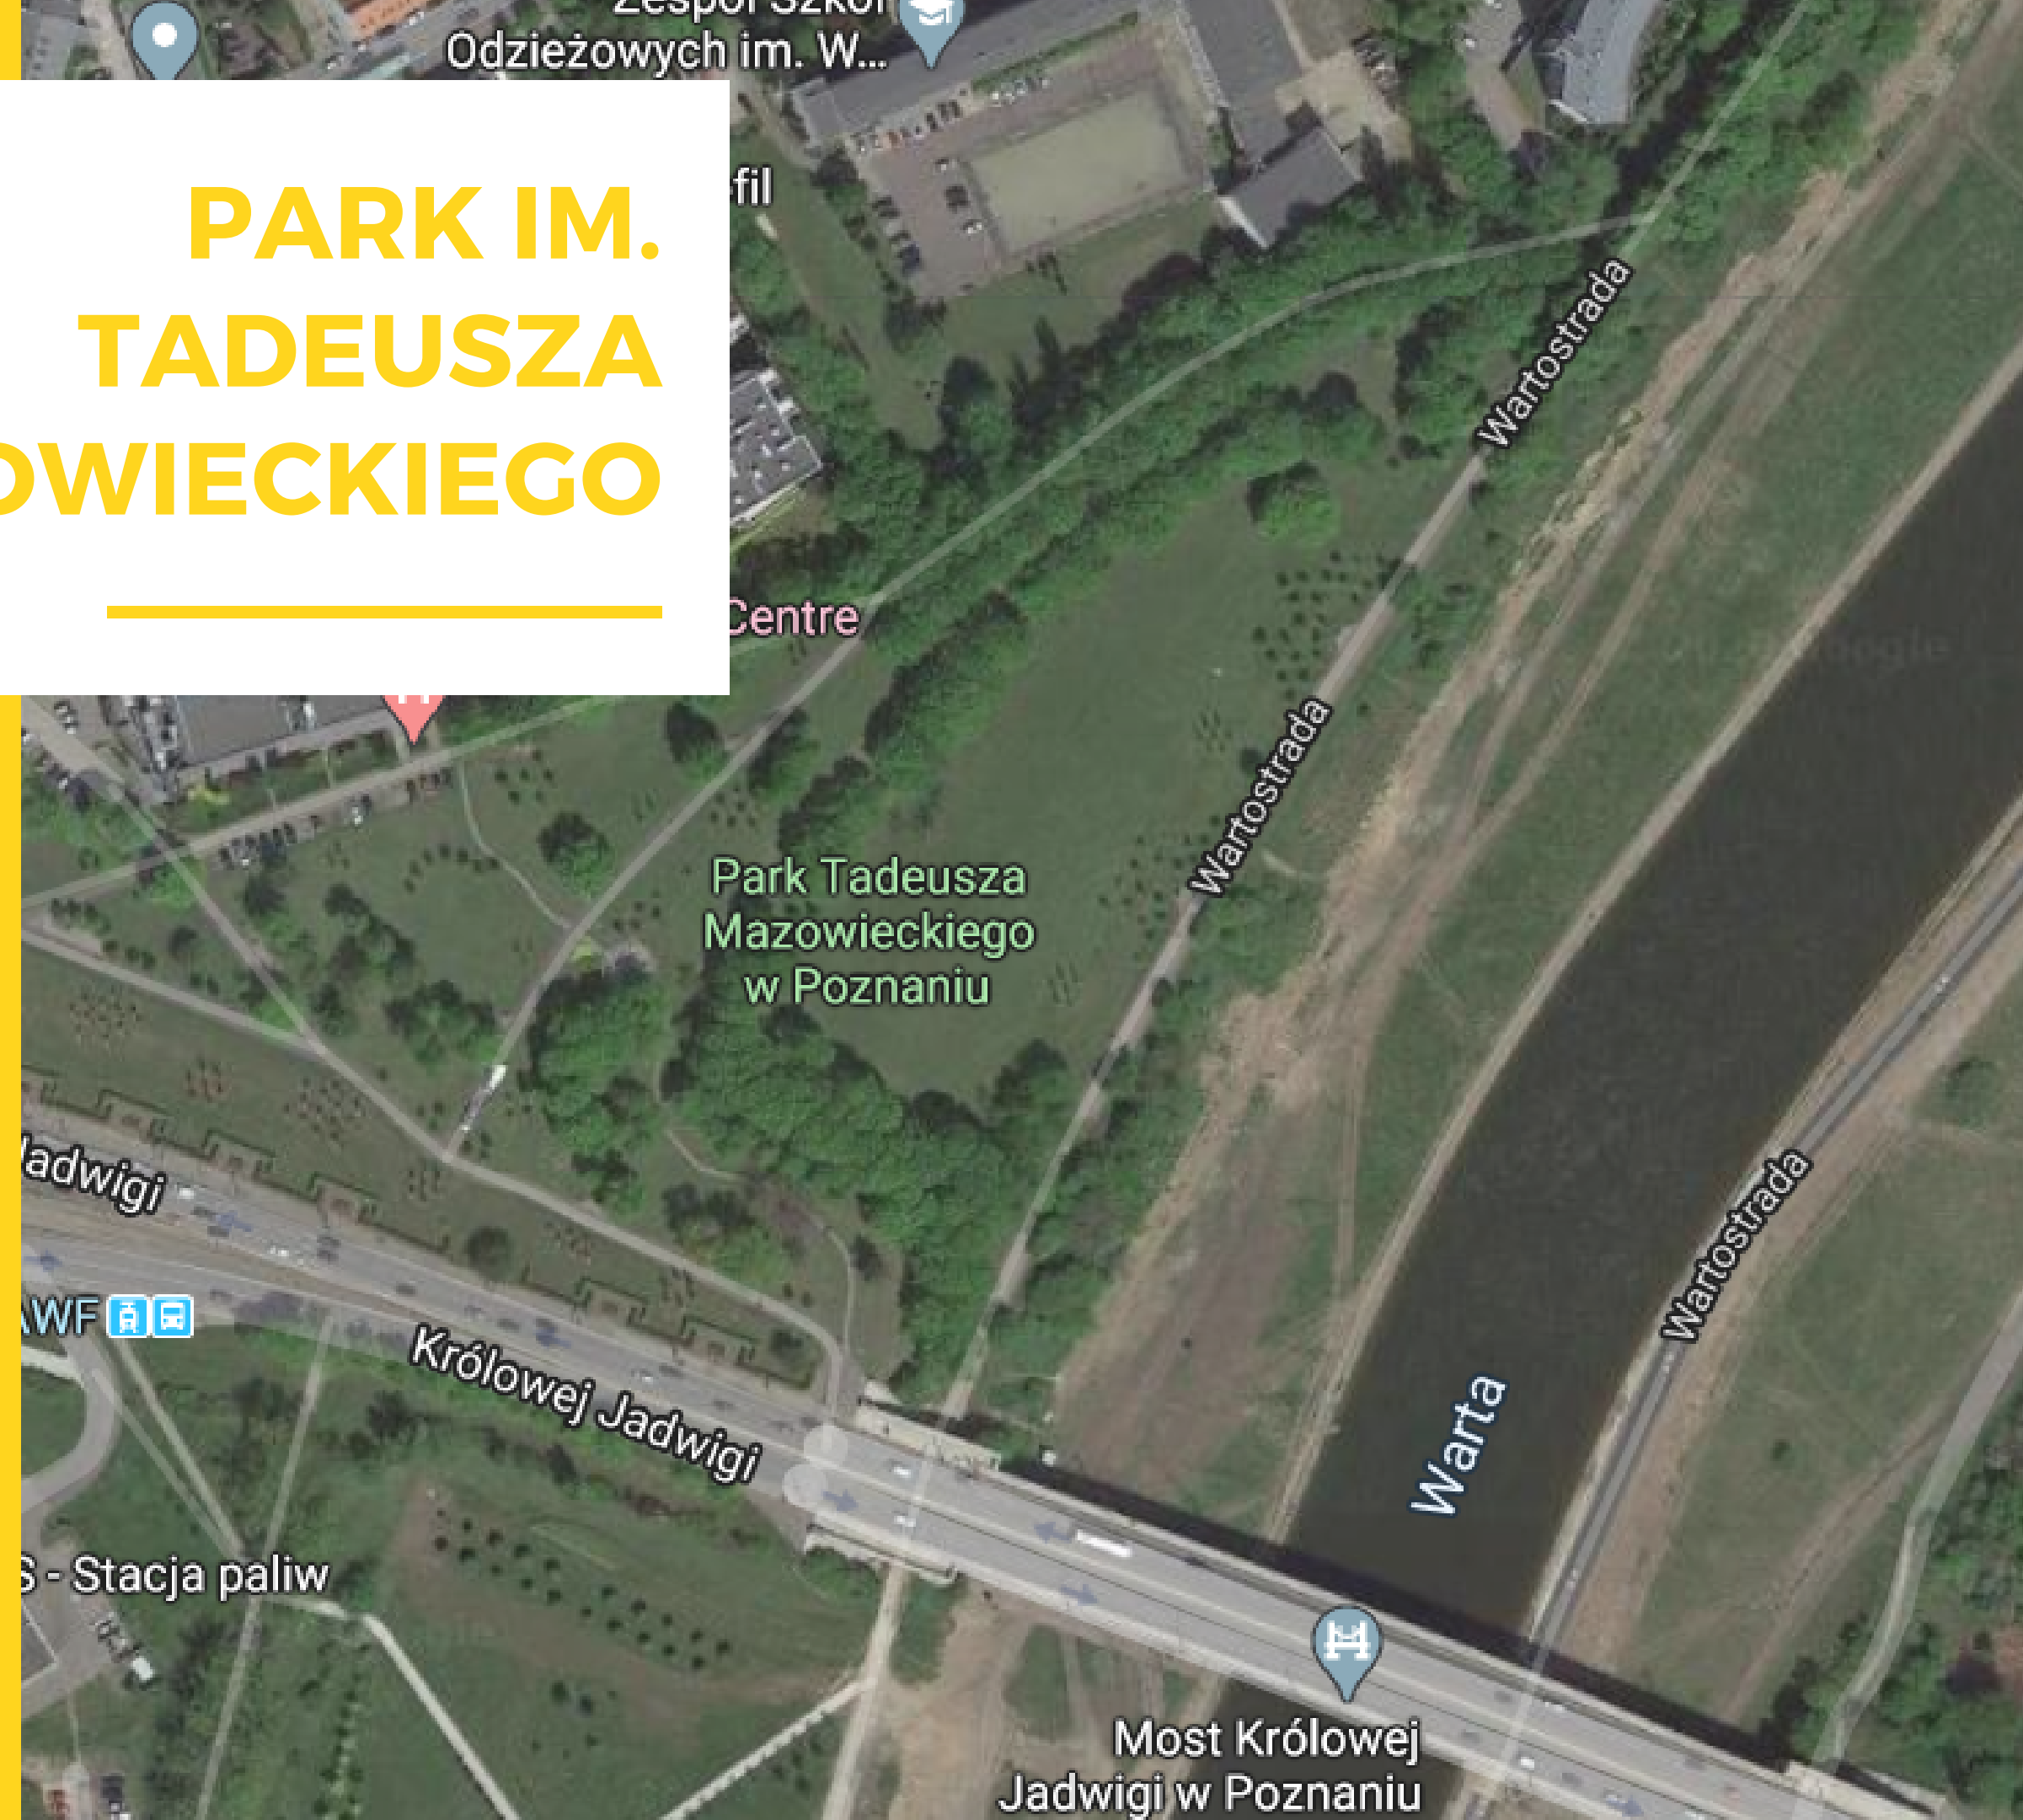 Zespół Szkół
Odzieżowych im. W...
PARK IM.
TADEUSZA
OWIECKIEGO
fil
Centre
Wartostrada
Wartostrada
Park Tadeusza
Mazowieckiego
w Poznaniu
Jadwigi
AWF
Królowej Jadwigi
Wartostrada
Warta
S - Stacja paliw
Most Królowej
Jadwigi w Poznaniu